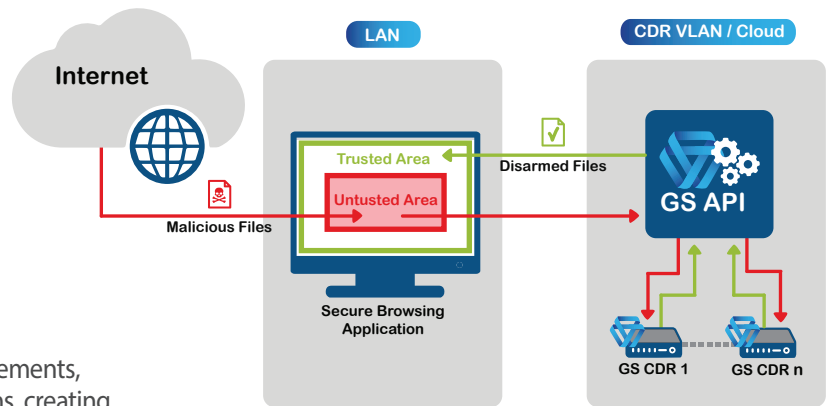 LAN
CDR VLAN / Cloud
Internet
Trusted Area
Disarmed Files
Untusted Area
GS API
Malicious Files
Secure Browsing
Application
GS CDR 1
GS CDR n
ements,
creating